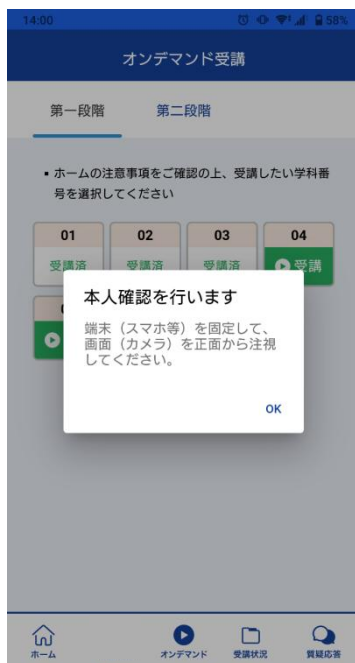 14:00 58%
オンデマンド受講
第一段階 第二段階
▪ ホームの注意事項をご確認の上、受講したい学科番
号を選択してください
01 02 03 04
受講済 受講済 受講済 受講
本人確認を行います
端末（スマホ等）を固定して、
画面（カメラ）を正面から注視
してください。
OK
ホーム オンデマンド 受講状況 質疑応答